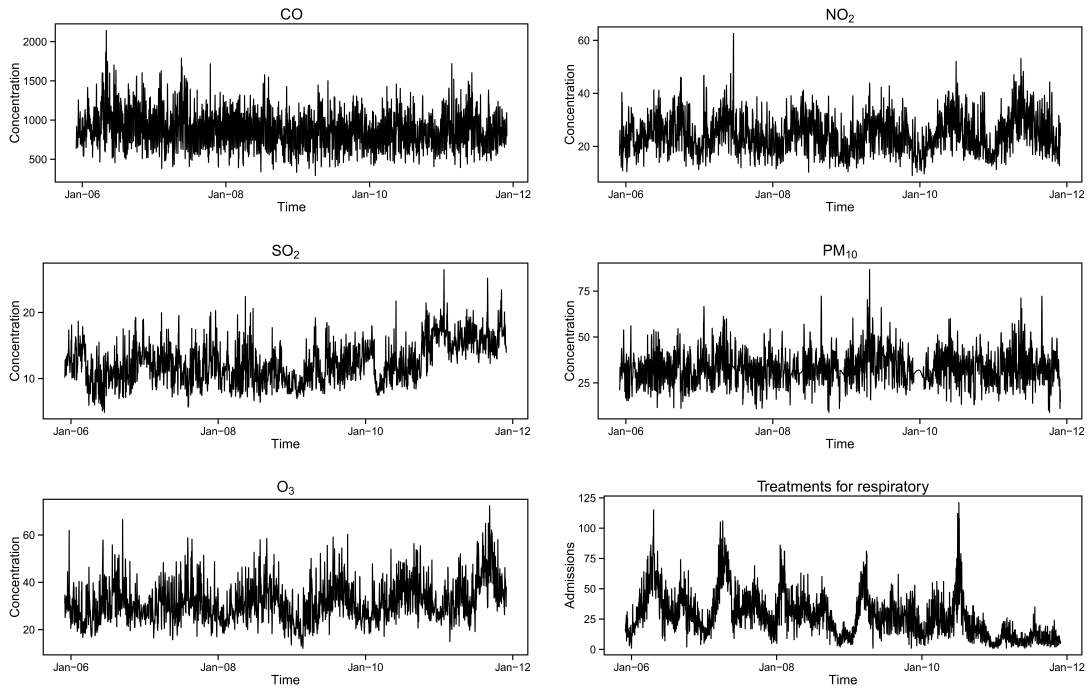 CO
Concentration
2000
1500
1000
500
Jan−06
Jan−08
Jan−10
Jan−12
Time
NO₂
Concentration
60
40
20
Jan−06
Jan−08
Jan−10
Jan−12
Time
SO₂
Concentration
20
10
Jan−06
Jan−08
Jan−10
Jan−12
Time
PM₁₀
Concentration
75
50
25
Jan−06
Jan−08
Jan−10
Jan−12
Time
O₃
Concentration
60
40
20
Jan−06
Jan−08
Jan−10
Jan−12
Time
Treatments for respiratory
Admissions
125
100
75
50
25
0
Jan−06
Jan−08
Jan−10
Jan−12
Time